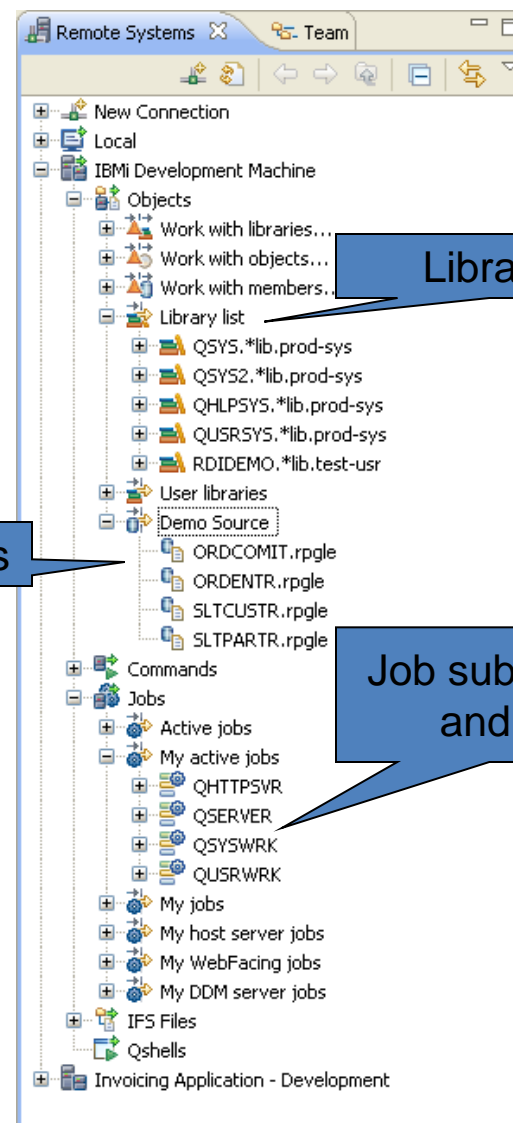 Remote Systems Team
New Connection
Local
IBMi Development Machine
Objects
Work with libraries...
Work with objects...
Work with members..
Library list
QSYS.*lib.prod-sys
QSYS2.*lib.prod-sys
QHLPSYS.*lib.prod-sys
QUSRSYS.*lib.prod-sys
RDIDEMO.*lib.test-usr
User libraries
Demo Source
ORDCOMIT.rpgle
ORDENTR.rpgle
SLTCUSTR.rpgle
SLTPARTR.rpgle
Commands
Jobs
Active jobs
My active jobs
QHTTPSVR
QSERVER
QSYSWRK
QUSRWRK
My jobs
My host server jobs
My WebFacing jobs
My DDM server jobs
IFS Files
Qshells
Invoicing Application - Development
Libra
s
Job sub
and